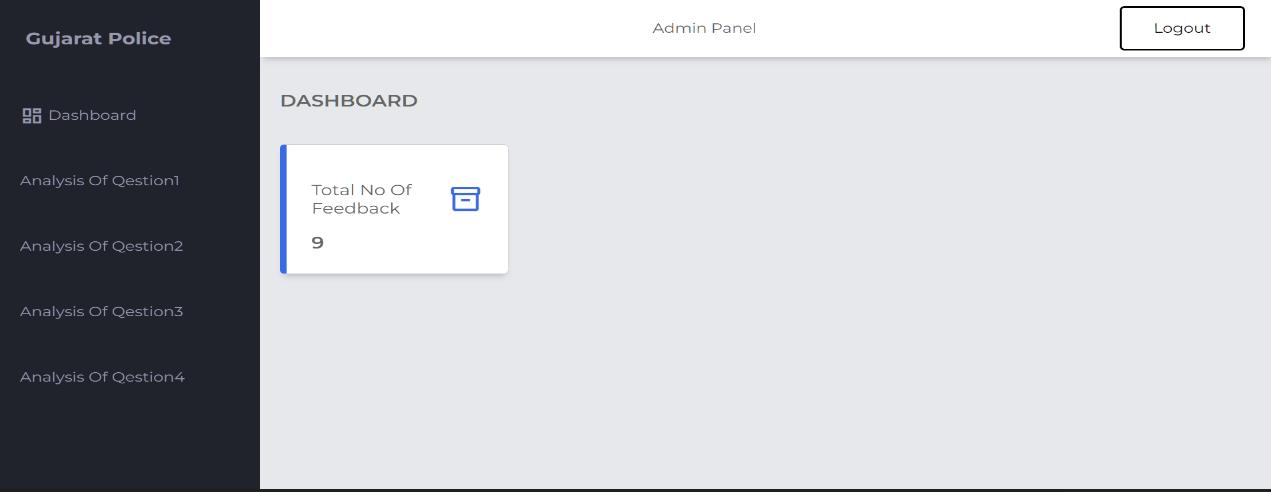 Gujarat Police
Admin Panel
Logout
Dashboard
Analysis Of Qestion1
Analysis Of Qestion2
Analysis Of Qestion3
Analysis Of Qestion4
DASHBOARD
Total No Of
Feedback
9